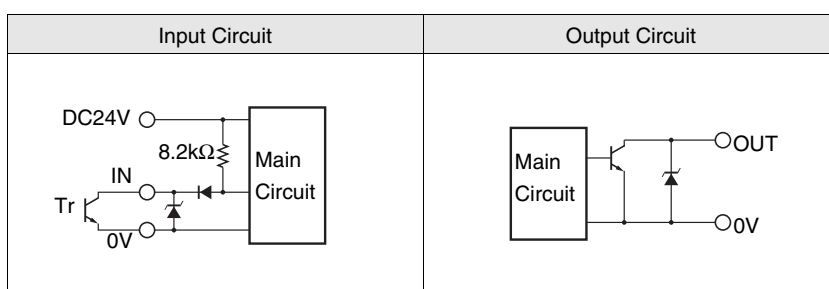 Input Circuit
Output Circuit
DC24V
8.2kΩ
Main
Circuit
IN
Tr
0V
Main
Circuit
OUT
0V